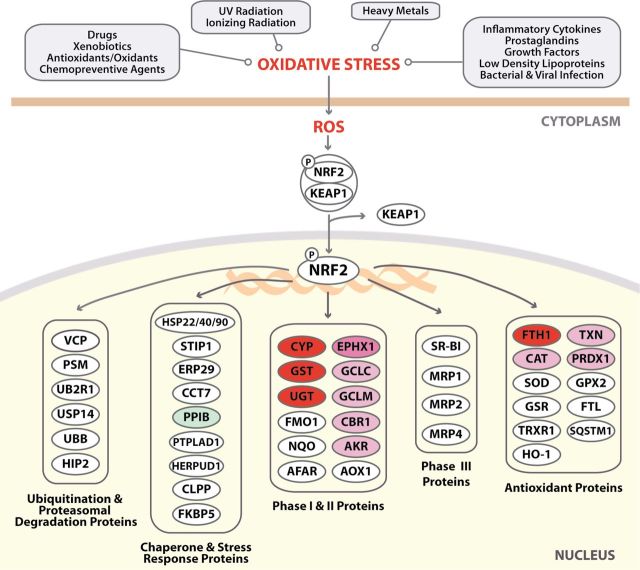 Drugs
Xenobiotics
Antioxidants/Oxidants
Chemopreventive Agents
UV Radiation
Ionizing Radiation
Heavy Metals
Inflammatory Cytokines
Prostaglandins
Growth Factors
Low Density Lipoproteins
Bacterial & Viral Infection
OXIDATIVE STRESS
ROS
CYTOPLASM
P
NRF2
KEAP1
KEAP1
P
NRF2
VCP
PSM
UB2R1
USP14
UBB
HIP2
Ubiquitination &
Proteasomal
Degradation Proteins
HSP22/40/90
STIP1
ERP29
CCT7
PPIB
PTPLAD1
HERPUD1
CLPP
FKBP5
Chaperone & Stress
Response Proteins
CYP EPHX1
GST GCLC
UGT GCLM
FMO1 CBR1
NQO AKR
AFAR AOX1
Phase I & II Proteins
SR-BI
MRP1
MRP2
MRP4
Phase III
Proteins
FTH1 TXN
CAT PRDX1
SOD GPX2
GSR FTL
TRXR1 SQSTM1
HO-1
Antioxidant Proteins
NUCLEUS